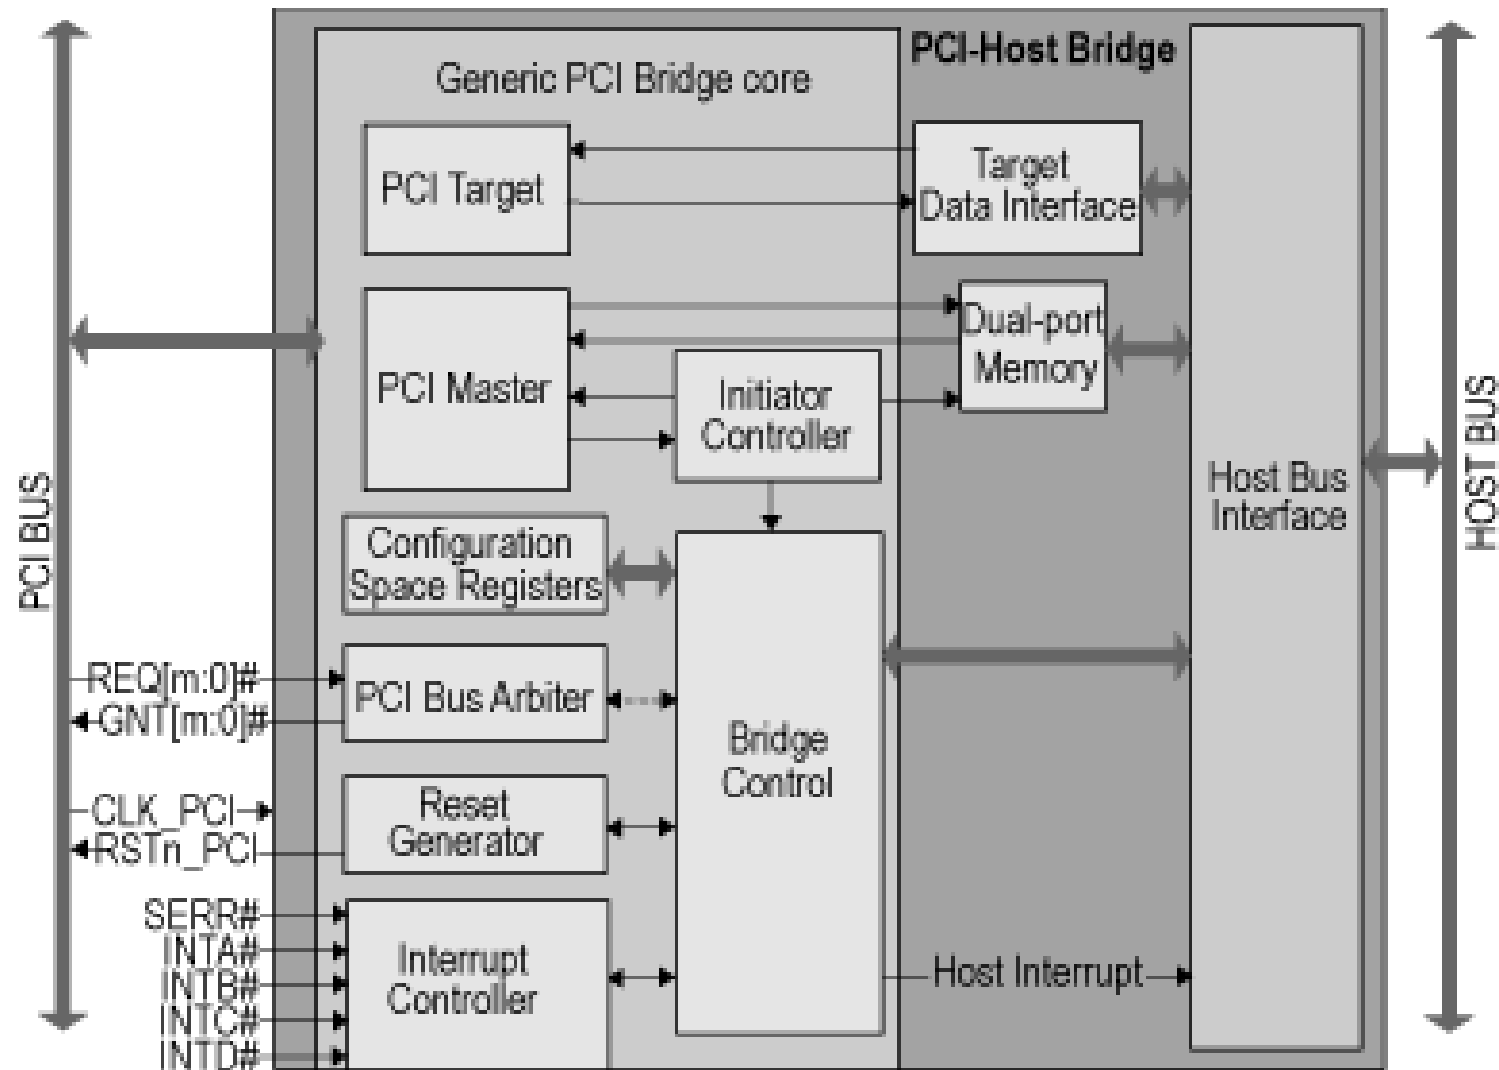 PCI-Host Bridge
Generic PCI Bridge core
PCI Target
Target
Data Interface
PCI Master
Dual-port
Memory
Initiator
Controller
Host Bus
Interface
PCI BUS
HOST BUS
Configuration
Space Registers
REQ[m:0]#
GNT[m:0]#
PCI Bus Arbiter
Bridge
Control
CLK_PCI
RSTn_PCI
Reset
Generator
SERR#
INTA#
INTB#
INTC#
INTD#
Interrupt
Controller
Host Interrupt